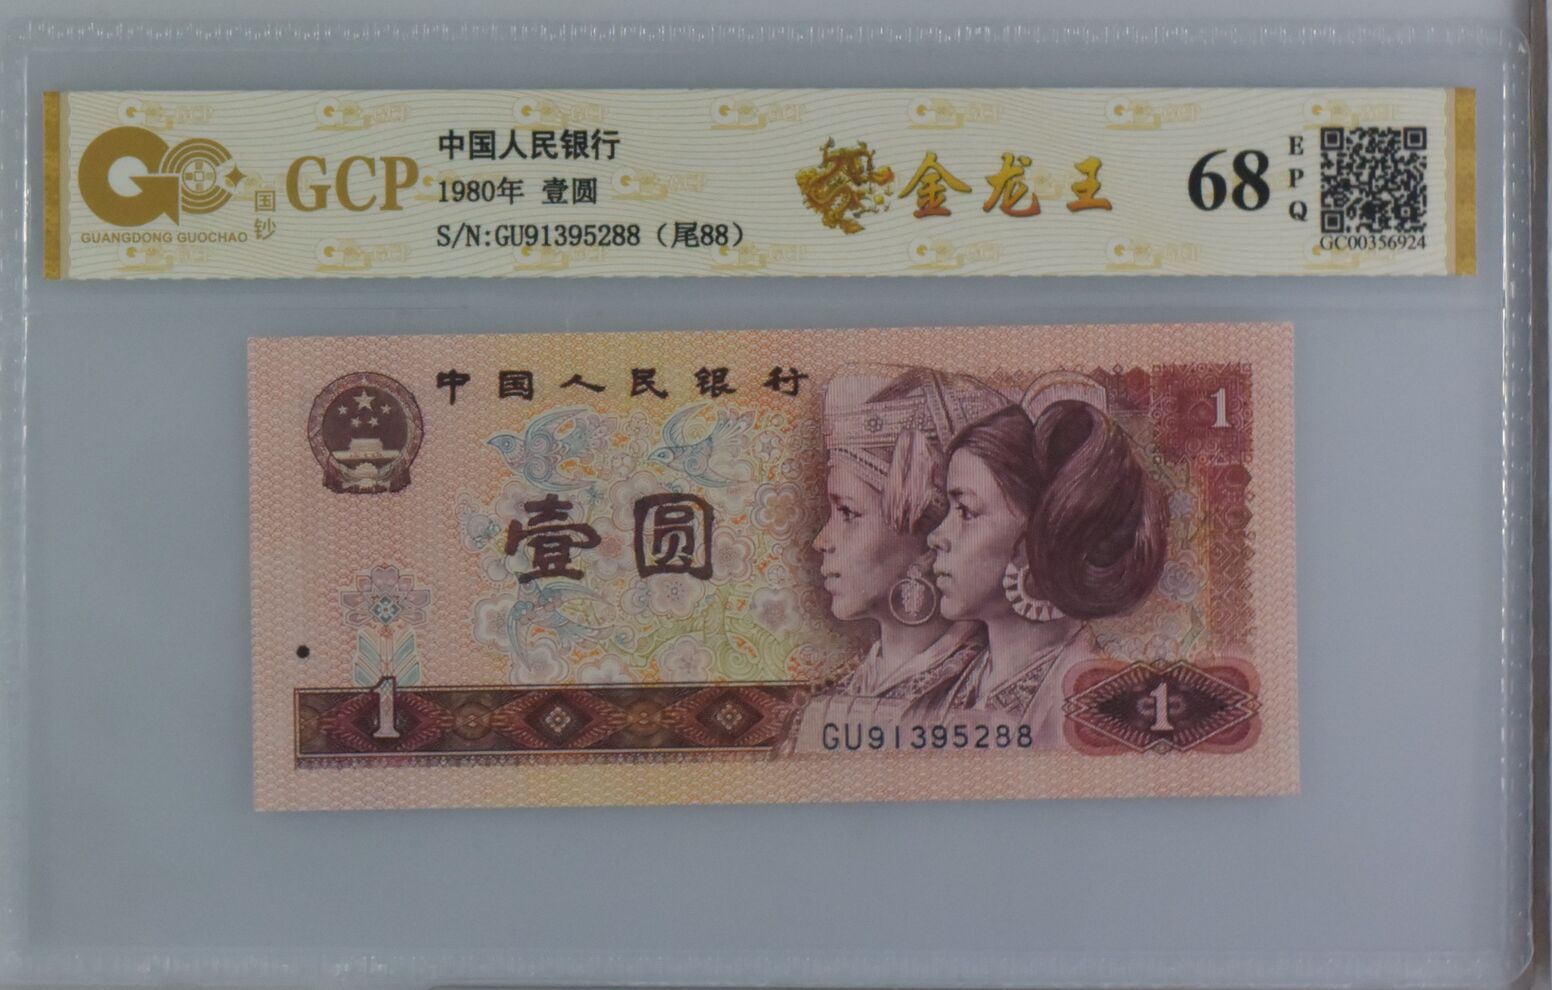 GUANGDONG GUOCHAO
国钞
GCP
中国人民银行
1980年 壹圆
S/N:GU91395288（尾88）
金龙王
68
EPQ
GC00356924
中国人民银行
1
壹圆
1
GU91395288
1